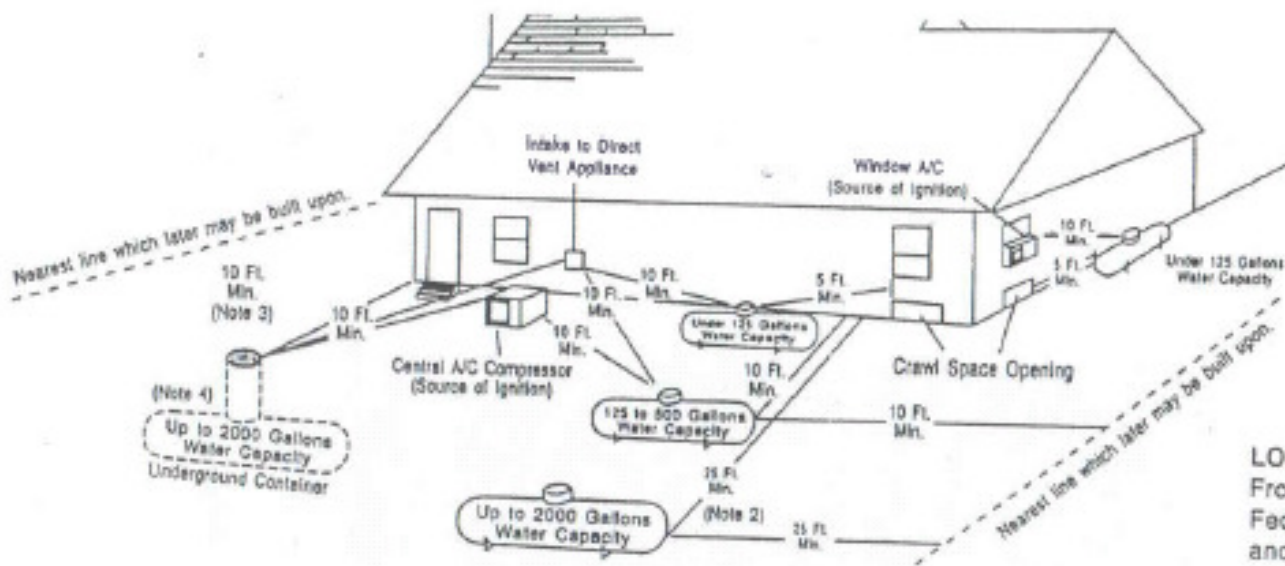 Intake to Direct
Vent Appliance
Window A/C
(Source of Ignition)
Nearest line which later may be built upon.
10 Ft.
Min.
(Note 3)
10 Ft.
Min.
10 Ft.
Min.
10 Ft.
Min.
5 Ft.
Min.
10 Ft.
Min.
5 Ft.
Min.
Under 125 Gallons
Water Capacity
Under 125 Gallons
Water Capacity
10 Ft.
Min.
Central A/C Compressor
(Source of Ignition)
10 Ft.
Min.
Crawl Space Opening
(Note 4)
Up to 2000 Gallons
Water Capacity
Underground Container
125 to 500 Gallons
Water Capacity
10 Ft.
Min.
Nearest line which later may be built upon.
25 Ft.
Min.
(Note 2)
Up to 2000 Gallons
Water Capacity
25 Ft.
Min.
LO
Fro
Fed
and